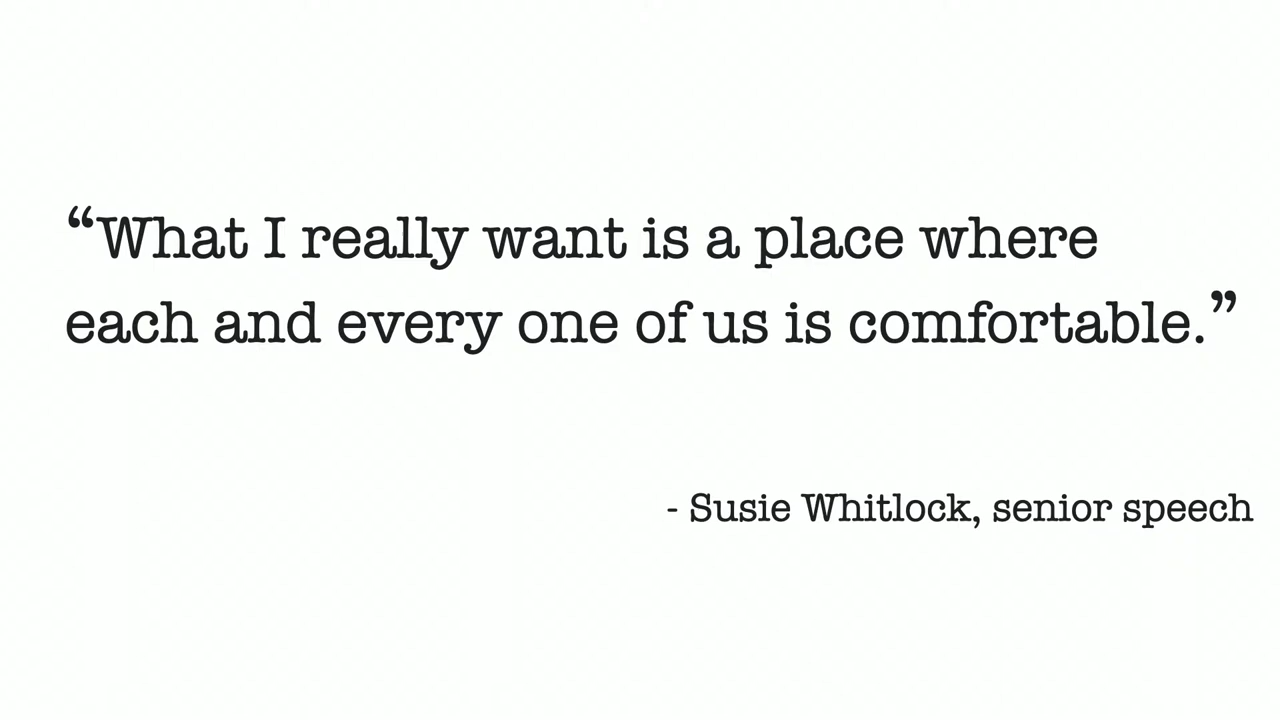 “What I really want is a place where
each and every one of us is comfortable.”
- Susie Whitlock, senior speech